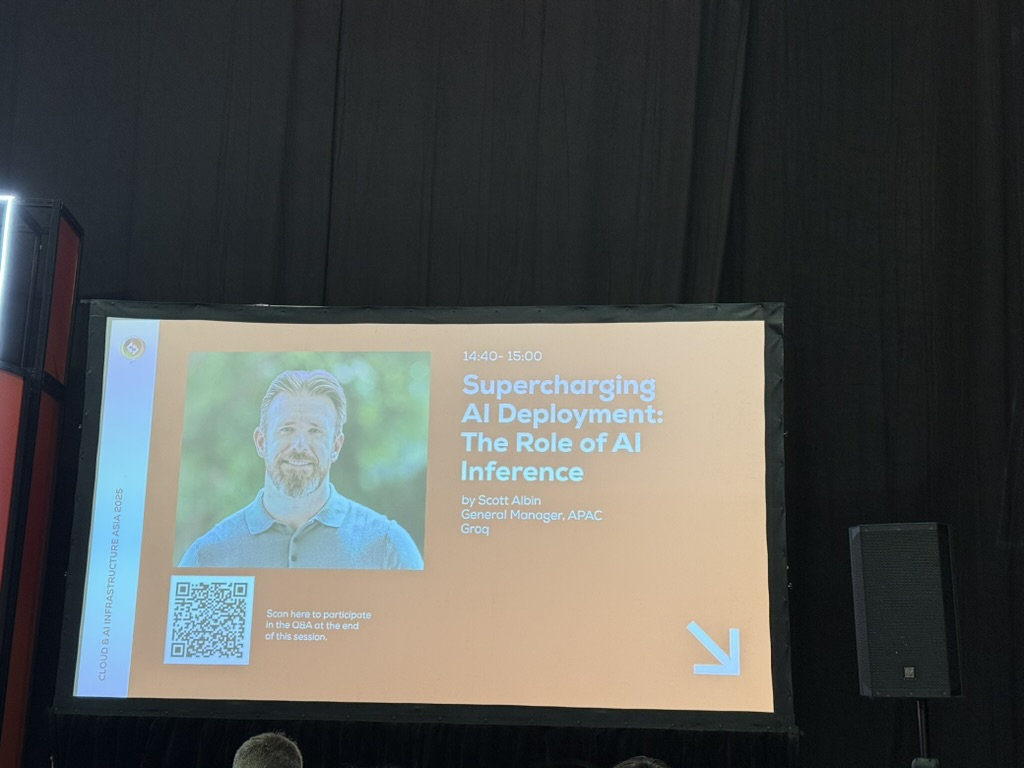 14:40- 15:00
Supercharging
AI Deployment:
The Role of AI
Inference
by Scott Albin
General Manager, APAC
Groq
Scan here to participate
in the Q&A at the end
of this session.
CLOUD & AI INFRASTRUCTURE ASIA 2025